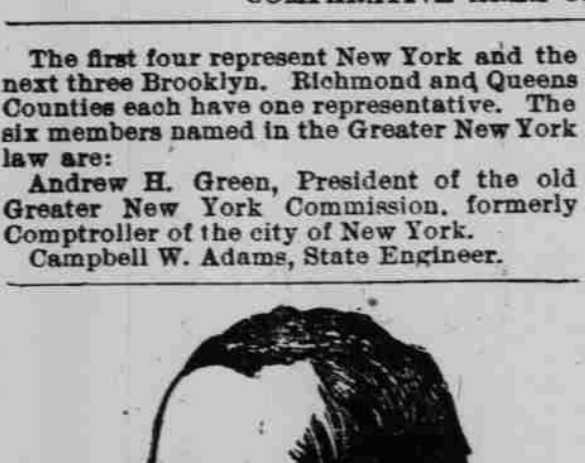 The first four represent New York and the
next three Brooklyn. Richmond and Queens
Counties each have one representative. The
six members named in the Greater New York
law are:
Andrew H. Green, President of the old
Greater New York Commission, formerly
Comptroller of the city of New York.
Campbell W. Adams, State Engineer.